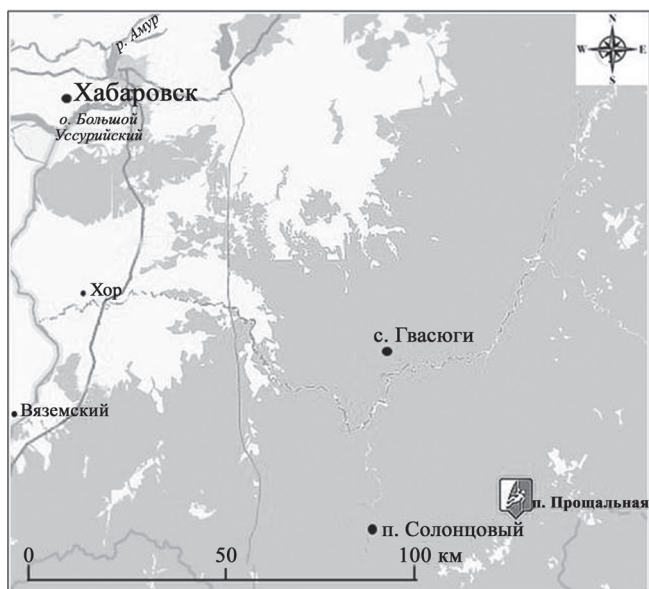 р. Амур
N
W E
S
Хабаровск
о. Большой
Уссурийский
Хор
с. Гвасюги
Вяземский
п. Прощальная
п. Солонцовый
0 50 100 км